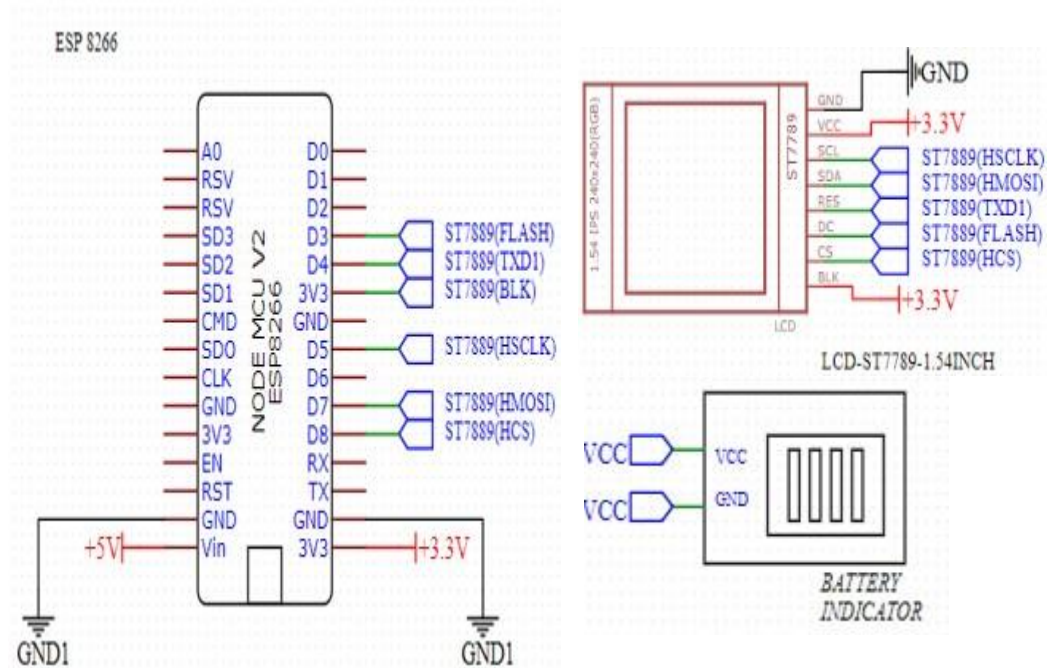 ESP 8266
A0
RSV
RSV
SD3
SD2
SD1
CMD
SD0
CLK
GND
3V3
EN
RST
GND
Vin
NODE MCU V2
ESP8266
D0
D1
D2
D3
D4
3V3
GND
D5
D6
D7
D8
RX
TX
GND
3V3
ST7889(FLASH)
ST7889(TXD1)
ST7889(BLK)
ST7889(HSCLK)
ST7889(HMOSI)
ST7889(HCS)
+5V
+3.3V
GND1
GND1
1.54 IPS 240x240(RGB)
ST7789
GND
VCC
SCL
SDA
RES
DC
CS
BLK
GND
+3.3V
ST7889(HSCLK)
ST7889(HMOSI)
ST7889(TXD1)
ST7889(FLASH)
ST7889(HCS)
+3.3V
LCD
LCD-ST7789-1.54INCH
VCC
VCC
VCC
GND
BATTERY
INDICATOR